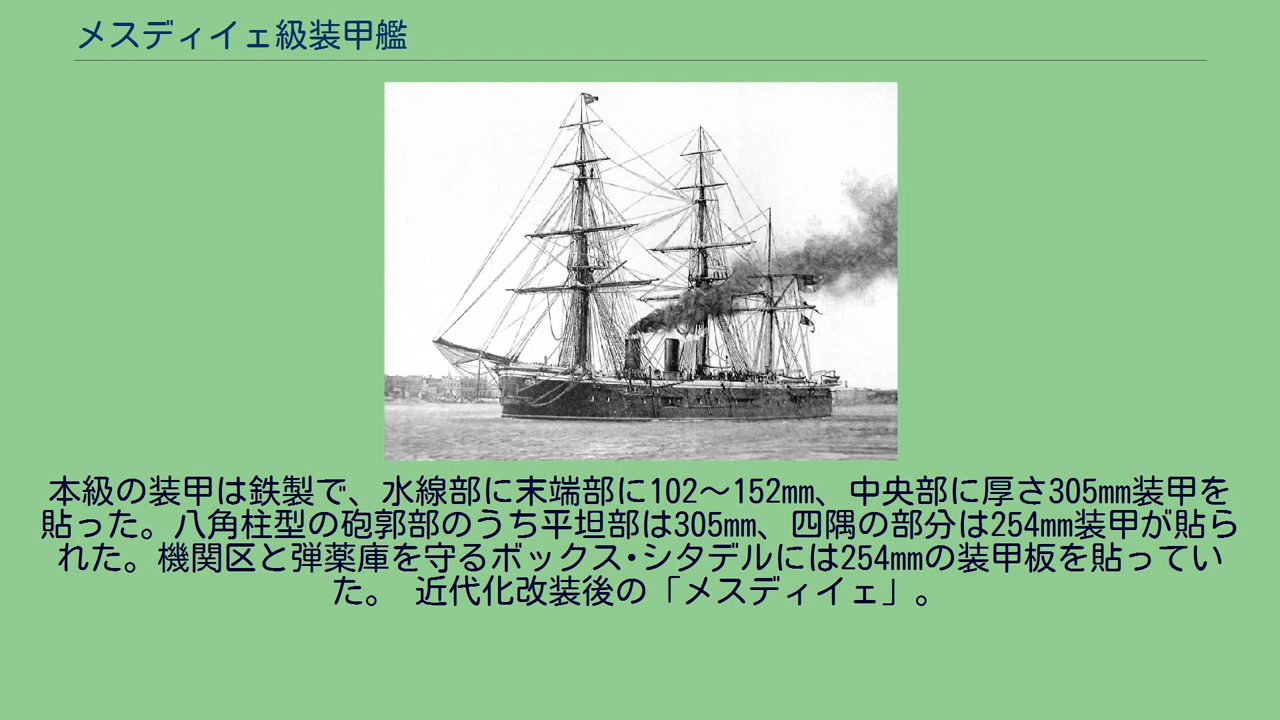 メスディイェ級装甲艦
本級の装甲は鉄製で、水線部に末端部に102～152㎜、中央部に厚さ305㎜装甲を
貼った。八角柱型の砲郭部のうち平坦部は305㎜、四隅の部分は254㎜装甲が貼ら
れた。機関区と弾薬庫を守るボックス・シタデルには254㎜の装甲板を貼ってい
た。 近代化改装後の「メスディイェ」。